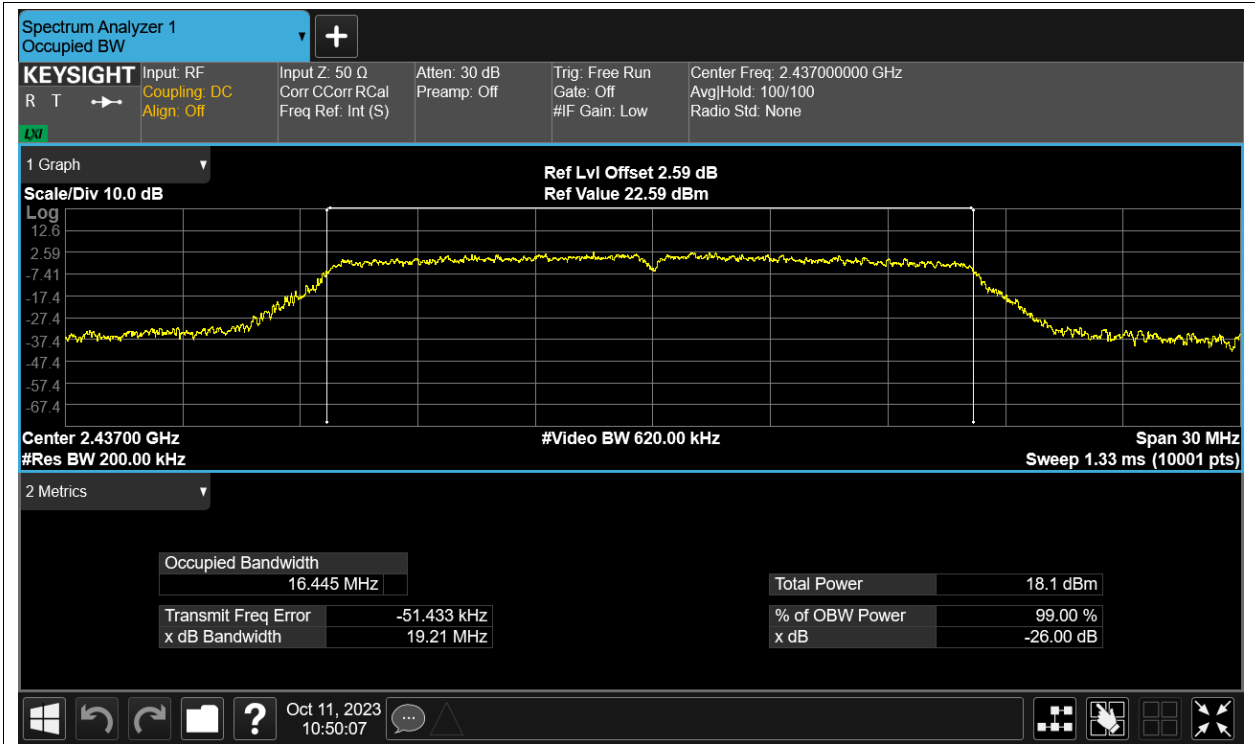 Spectrum Analyzer 1
Occupied BW
KEYSIGHT
R T
LXI
Input: RF
Coupling: DC
Align: Off
Input Z: 50 Ω
Corr CCorr RCal
Freq Ref: Int (S)
Atten: 30 dB
Preamp: Off
Trig: Free Run
Gate: Off
#IF Gain: Low
Center Freq: 2.437000000 GHz
Avg|Hold: 100/100
Radio Std: None
1 Graph
Scale/Div 10.0 dB
Ref Lvl Offset 2.59 dB
Ref Value 22.59 dBm
Log
12.6
2.59
-7.41
-17.4
-27.4
-37.4
-47.4
-57.4
-67.4
Center 2.43700 GHz
#Video BW 620.00 kHz
Span 30 MHz
#Res BW 200.00 kHz
Sweep 1.33 ms (10001 pts)
2 Metrics
Occupied Bandwidth
16.445 MHz
Total Power 18.1 dBm
Transmit Freq Error -51.433 kHz
% of OBW Power 99.00 %
x dB Bandwidth 19.21 MHz
x dB -26.00 dB
?
Oct 11, 2023
10:50:07